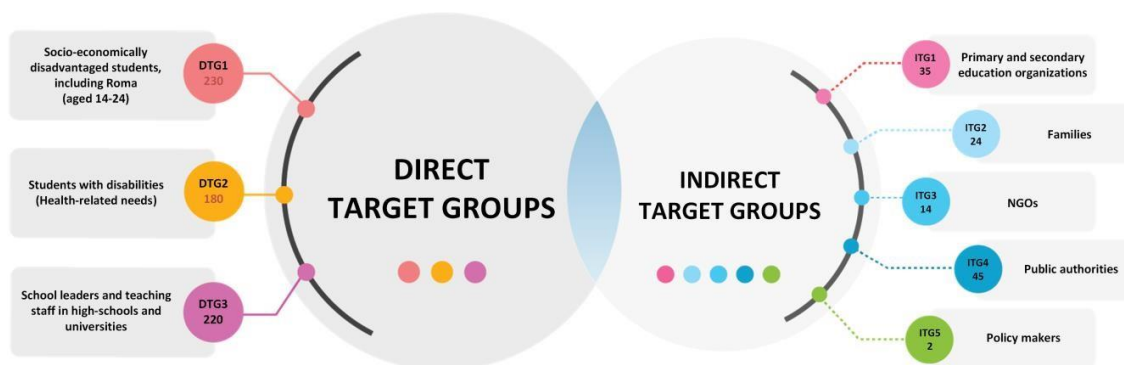 Socio-economically
disadvantaged students,
including Roma
(aged 14-24)
DTG1
230
Students with disabilities
(Health-related needs)
DTG2
180
School leaders and teaching
staff in high-schools and
universities
DTG3
220
DIRECT
TARGET GROUPS
INDIRECT
TARGET GROUPS
ITG1
35
Primary and secondary
education organizations
ITG2
24
Families
ITG3
14
NGOs
ITG4
45
Public authorities
ITG5
2
Policy makers